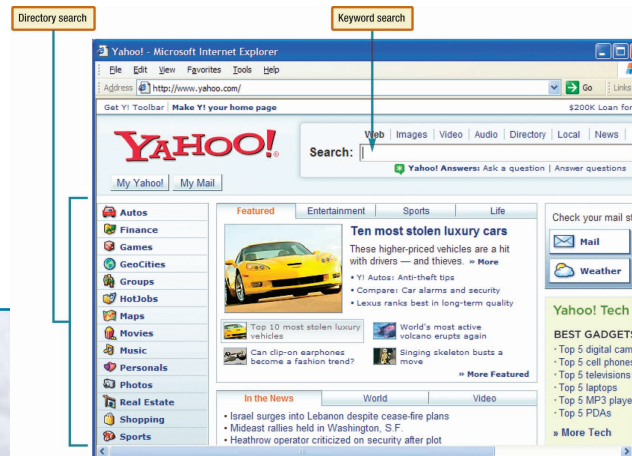 Directory search
Keyword search
Yahoo! - Microsoft Internet Explorer
File Edit View Favorites Tools Help
Address http://www.yahoo.com/ Go Links
Get Y! Toolbar | Make Y! your home page
$200K Loan for
YAHOO!
Web | Images | Video | Audio | Directory | Local | News |
Search:
Yahoo! Answers: Ask a question | Answer questions
My Yahoo! My Mail
Autos
Finance
Games
GeoCities
Groups
HotJobs
Maps
Movies
Music
Personals
Photos
Real Estate
Shopping
Sports
Featured Entertainment Sports Life
Ten most stolen luxury cars
These higher-priced vehicles are a hit
with drivers — and thieves. » More
• Y! Autos: Anti-theft tips
• Compare: Car alarms and security
• Lexus ranks best in long-term quality
Top 10 most stolen luxury
vehicles
World's most active
volcano erupts again
Can clip-on earphones
become a fashion trend?
Singing skeleton busts a
move
» More Featured
In the News World Video
• Israel surges into Lebanon despite cease-fire plans
• Mideast rallies held in Washington, S.F.
• Heathrow operator criticized on security after plot
Check your mail st
Mail
Weather
Yahoo! Tech
BEST GADGETS
· Top 5 digital cam
· Top 5 cell phones
· Top 5 televisions
· Top 5 laptops
· Top 5 MP3 playe
· Top 5 PDAs
» More Tech